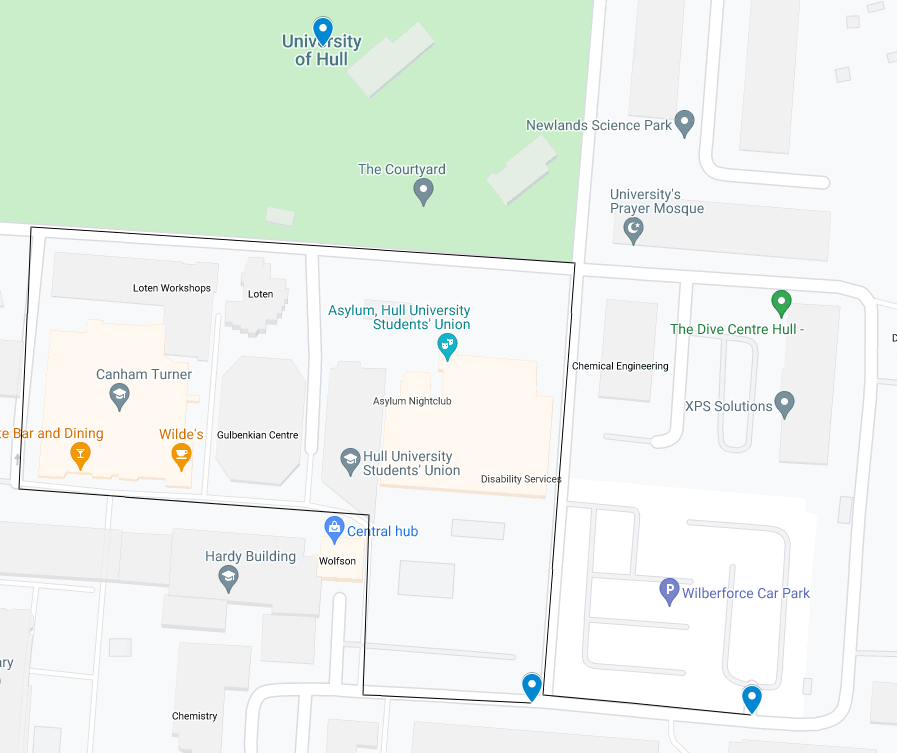 University
of Hull
Newlands Science Park
The Courtyard
University's
Prayer Mosque
Loten Workshops
Loten
Asylum, Hull University
Students' Union
The Dive Centre Hull -
Chemical Engineering
Canham Turner
Asylum Nightclub
XPS Solutions
te Bar and Dining
Wilde's
Gulbenkian Centre
Hull University
Students' Union
Disability Services
Central hub
Hardy Building
Wolfson
P
Wilberforce Car Park
ary
Chemistry